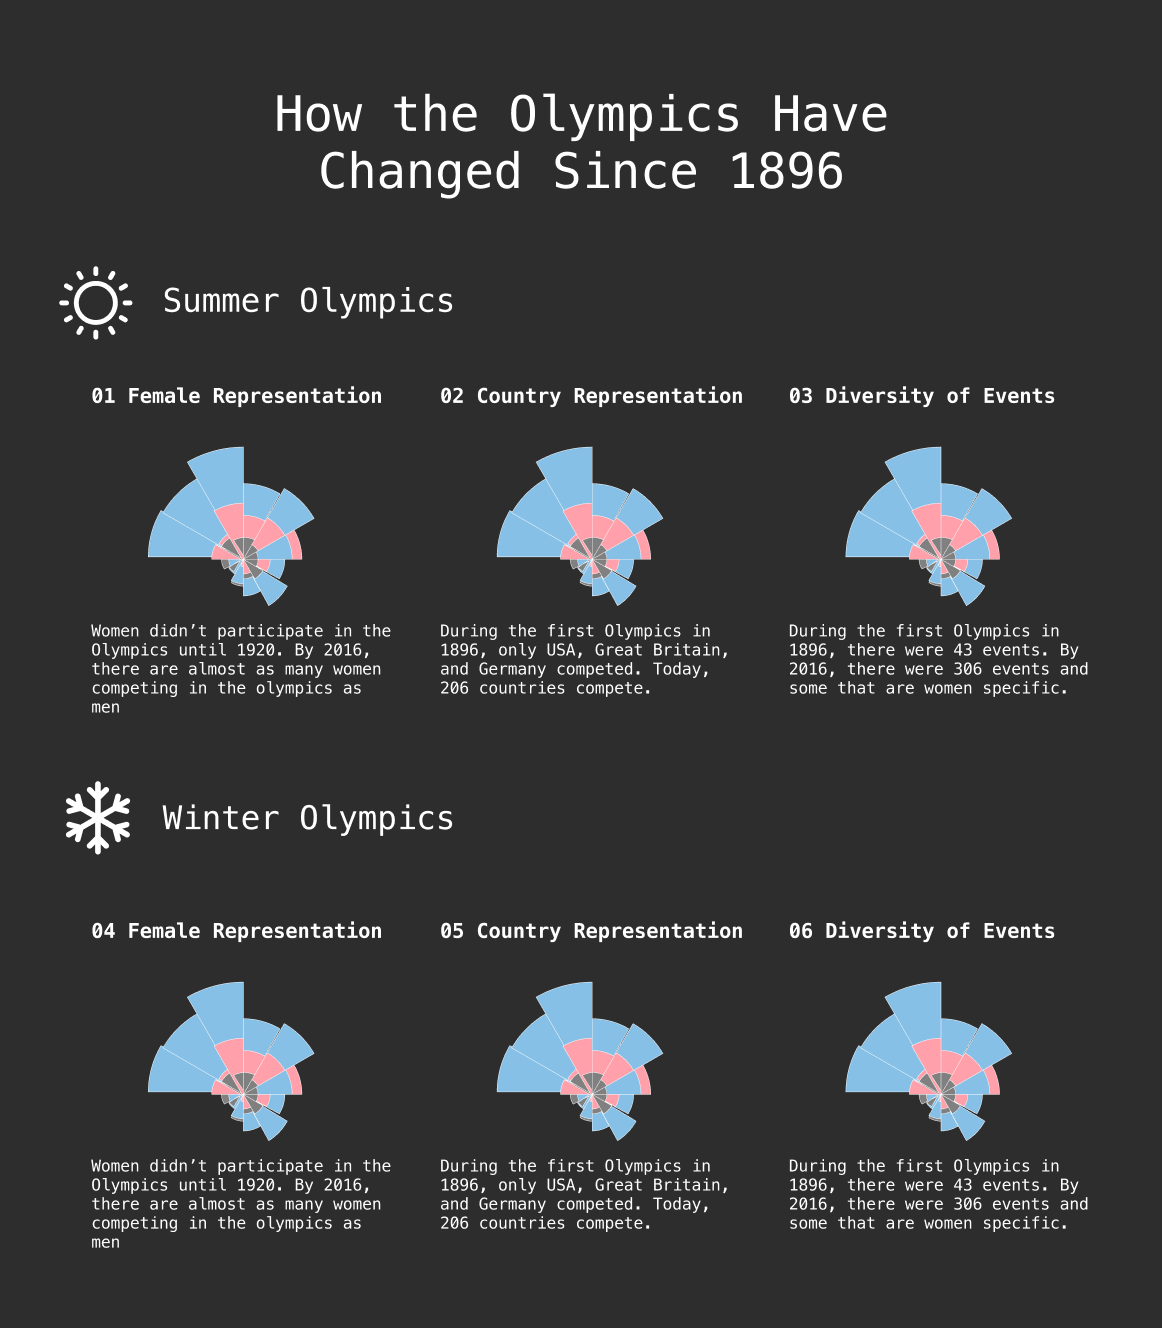 How the Olympics Have
Changed Since 1896
Summer Olympics
01 Female Representation
02 Country Representation
03 Diversity of Events
Women didn’t participate in the
Olympics until 1920. By 2016,
there are almost as many women
competing in the olympics as
men
During the first Olympics in
1896, only USA, Great Britain,
and Germany competed. Today,
206 countries compete.
During the first Olympics in
1896, there were 43 events. By
2016, there were 306 events and
some that are women specific.
Winter Olympics
04 Female Representation
05 Country Representation
06 Diversity of Events
Women didn’t participate in the
Olympics until 1920. By 2016,
there are almost as many women
competing in the olympics as
men
During the first Olympics in
1896, only USA, Great Britain,
and Germany competed. Today,
206 countries compete.
During the first Olympics in
1896, there were 43 events. By
2016, there were 306 events and
some that are women specific.